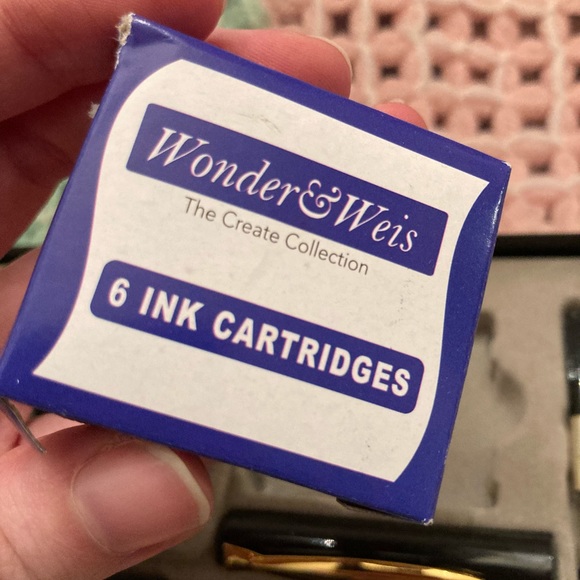 Wonder&Weis
The Create Collection
6 INK CARTRIDGES